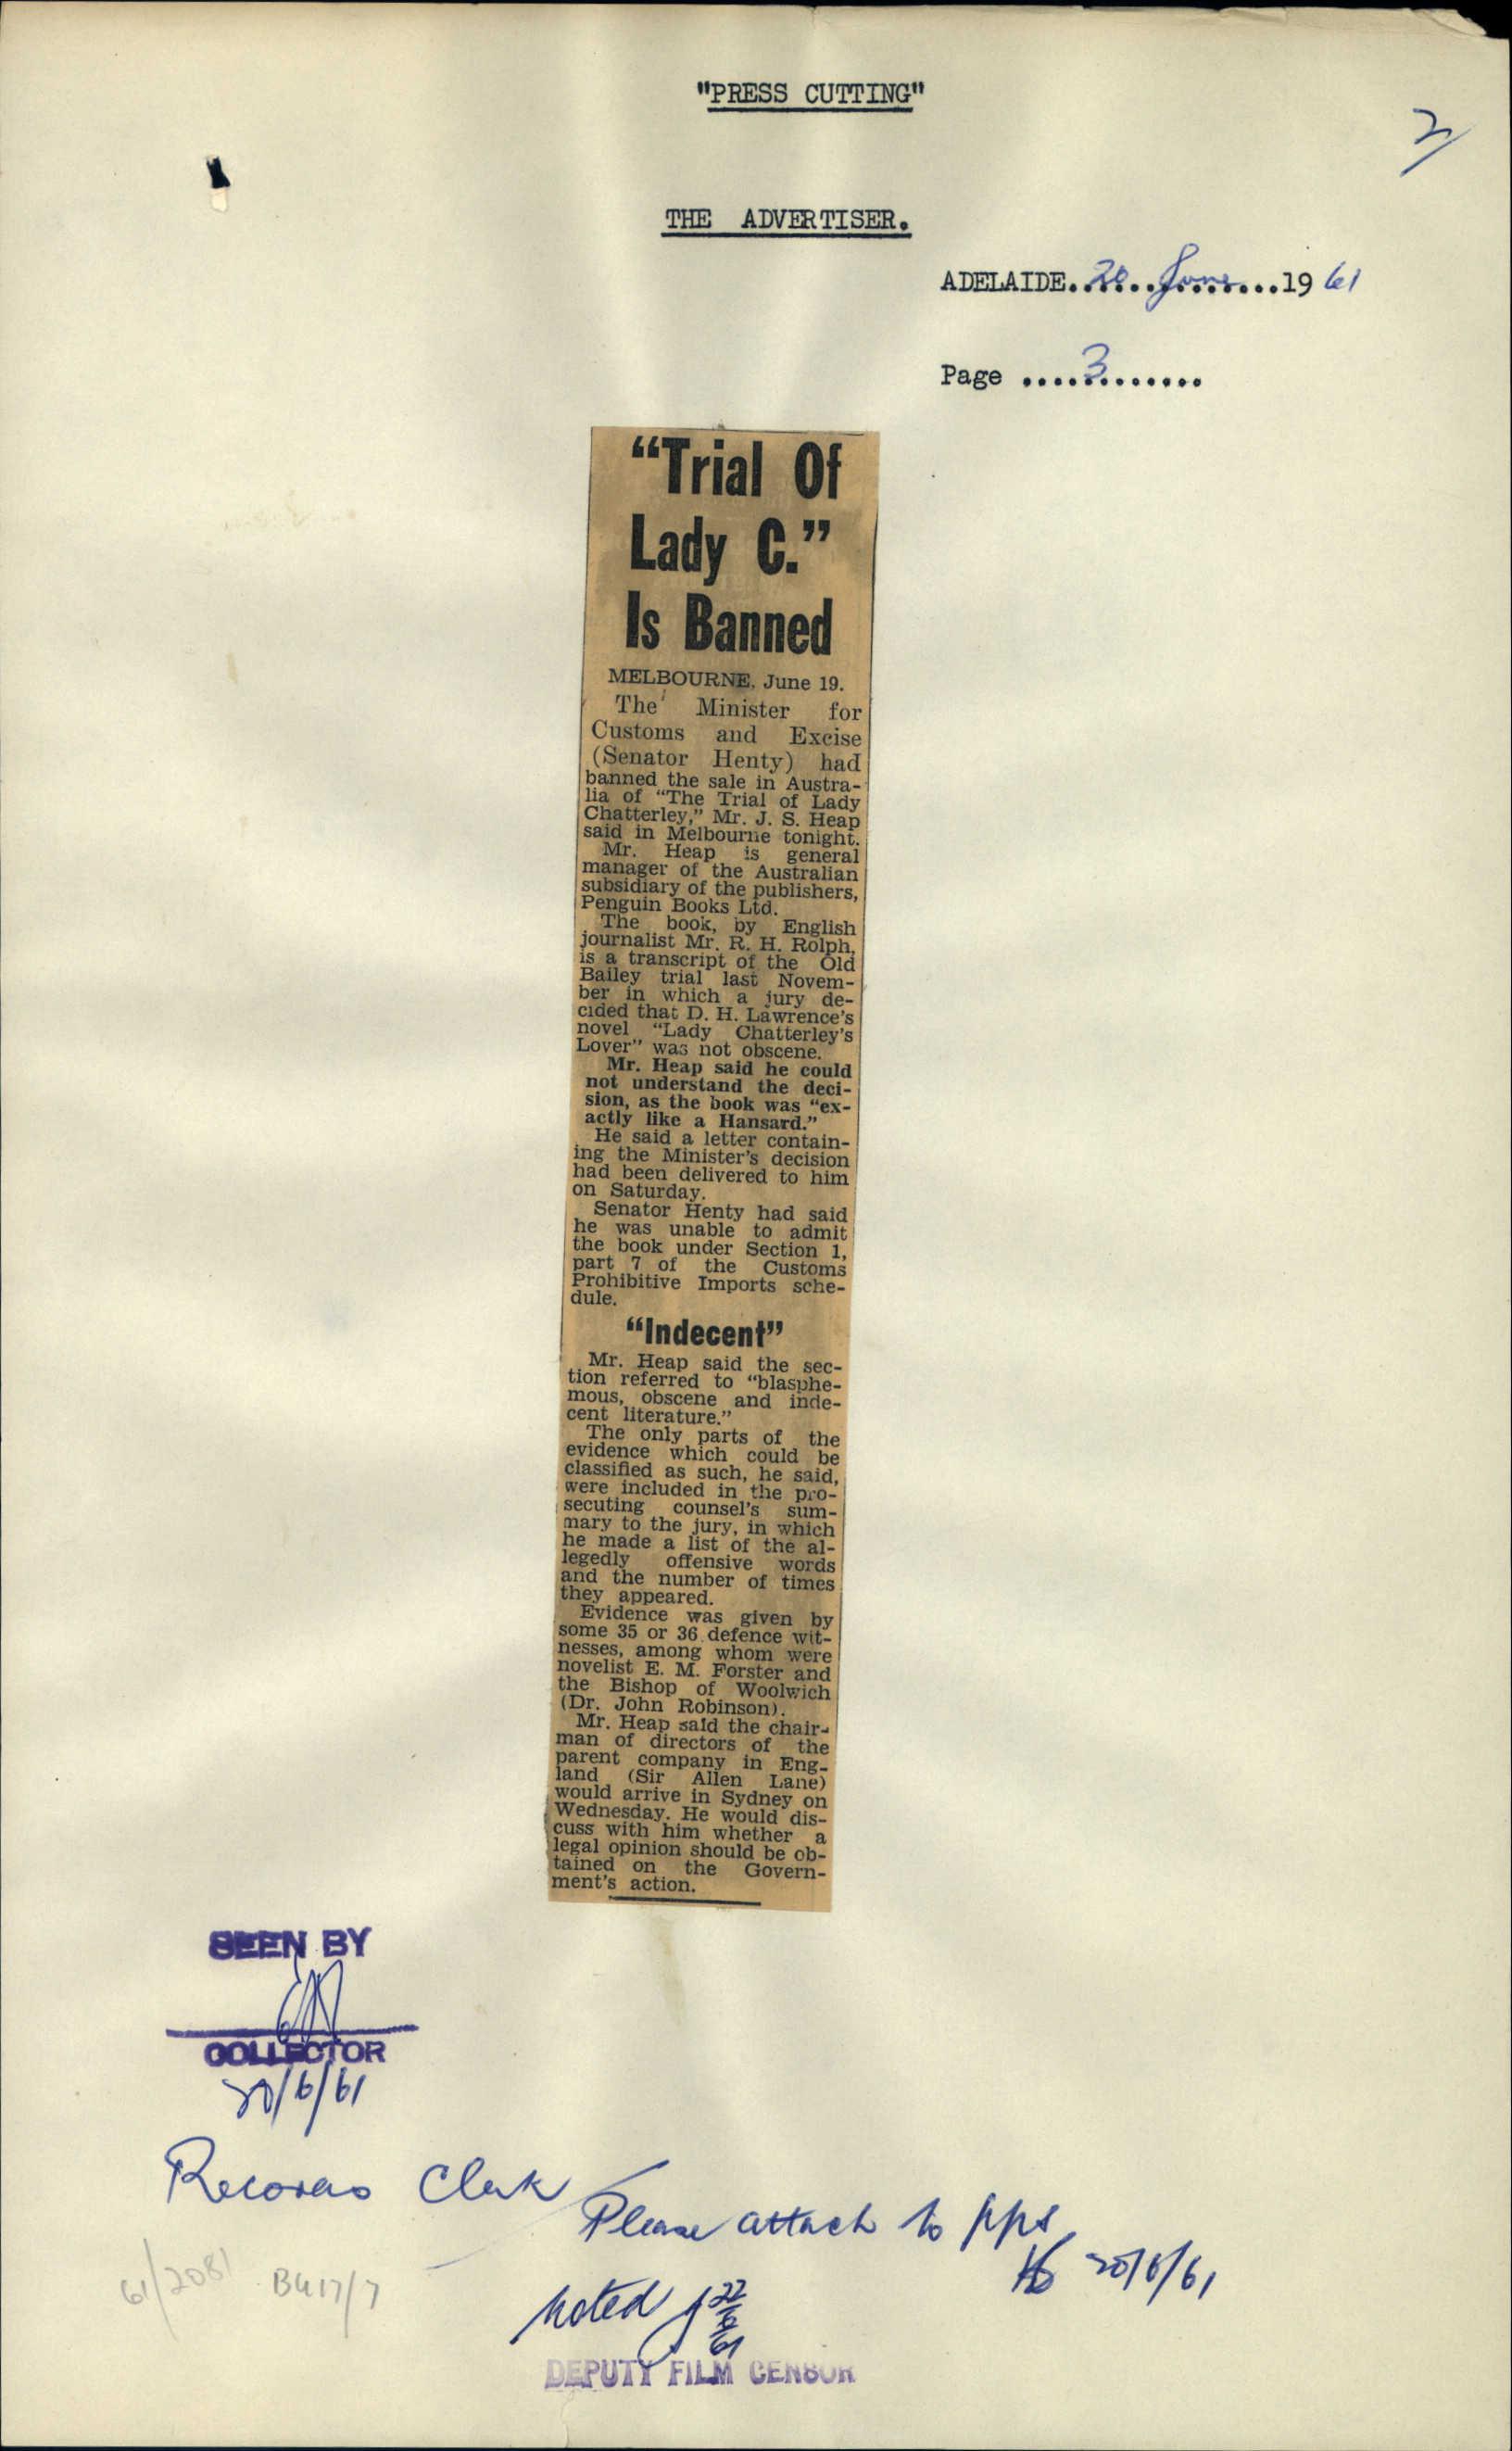 "PRESS CUTTING"
2
THE ADVERTISER.
ADELAIDE..20 June......1961
Page ....3........
“Trial Of
Lady C.”
Is Banned
MELBOURNE, June 19.
The Minister for
Customs and Excise
(Senator Henty) had
banned the sale in Austra-
lia of “The Trial of Lady
Chatterley,” Mr. J. S. Heap
said in Melbourne tonight.
Mr. Heap is general
manager of the Australian
subsidiary of the publishers,
Penguin Books Ltd.
The book, by English
journalist Mr. R. H. Rolph,
is a transcript of the Old
Bailey trial last Novem-
ber in which a jury de-
cided that D. H. Lawrence’s
novel “Lady Chatterley’s
Lover” was not obscene.
Mr. Heap said he could
not understand the deci-
sion, as the book was “ex-
actly like a Hansard.”
He said a letter contain-
ing the Minister’s decision
had been delivered to him
on Saturday.
Senator Henty had said
he was unable to admit
the book under Section 1,
part 7 of the Customs
Prohibitive Imports sche-
dule.
“Indecent”
Mr. Heap said the sec-
tion referred to “blasphe-
mous, obscene and inde-
cent literature.”
The only parts of the
evidence which could be
classified as such, he said,
were included in the pro-
secuting counsel’s sum-
mary to the jury, in which
he made a list of the al-
legedly offensive words
and the number of times
they appeared.
Evidence was given by
some 35 or 36 defence wit-
nesses, among whom were
novelist E. M. Forster and
the Bishop of Woolwich
(Dr. John Robinson).
Mr. Heap said the chair-
man of directors of the
parent company in Eng-
land (Sir Allen Lane)
would arrive in Sydney on
Wednesday. He would dis-
cuss with him whether a
legal opinion should be ob-
tained on the Govern-
ment’s action.
SEEN BY
COLLECTOR
20/6/61
Records Clerk
Please attach to pps
20/6/61
61/2081 B417/7
Noted 22/6/61
DEPUTY FILM CENSOR